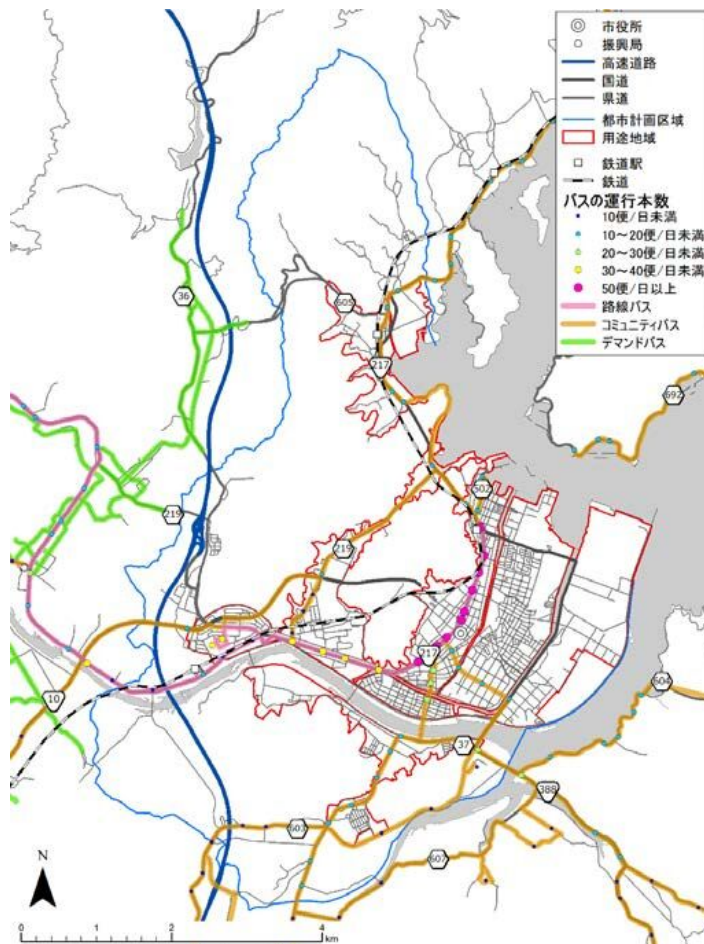 市役所
振興局
高速道路
国道
県道
都市計画区域
用途地域
鉄道駅
鉄道
バスの運行本数
10便/日未満
10～20便/日未満
20～30便/日未満
30～40便/日未満
50便/日以上
路線バス
コミュニティバス
デマンドバス
36
605
217
692
219
502
219
217
10
37
604
388
603
607
N
0 1 2 4
km